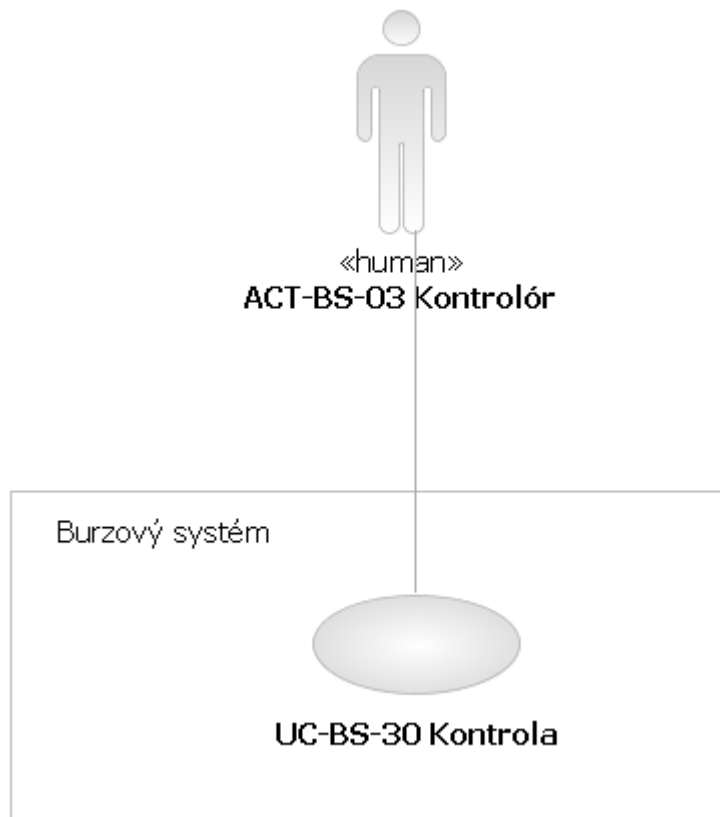 «human»
ACT-BS-03 Kontrolór
Burzový systém
UC-BS-30 Kontrola